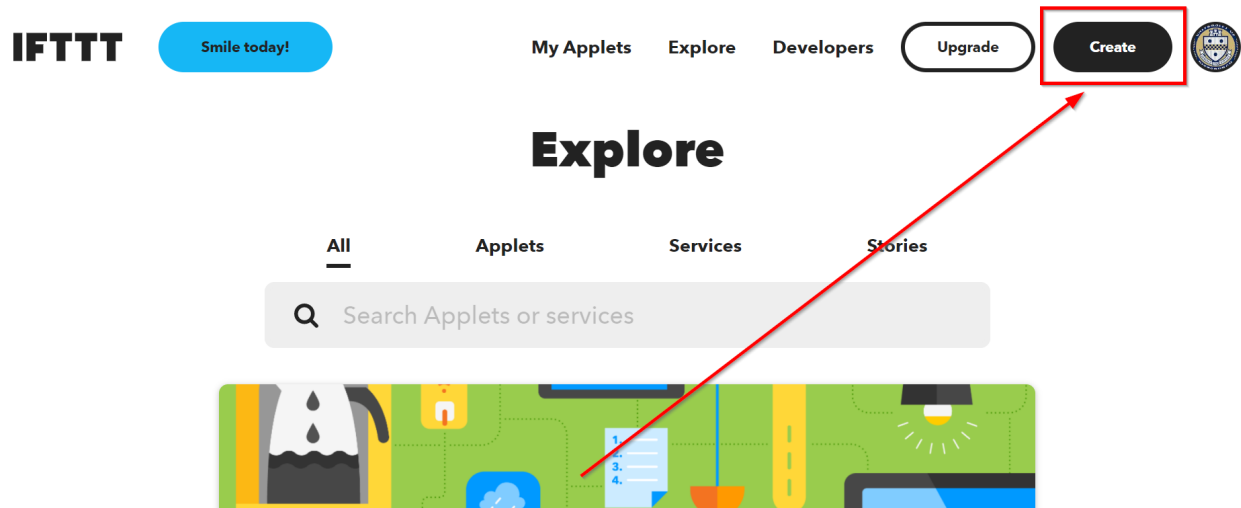 IFTTT
Smile today!
My Applets
Explore
Developers
Upgrade
Create
Explore
All
Applets
Services
Stories
Search Applets or services
1.
2.
3.
4.